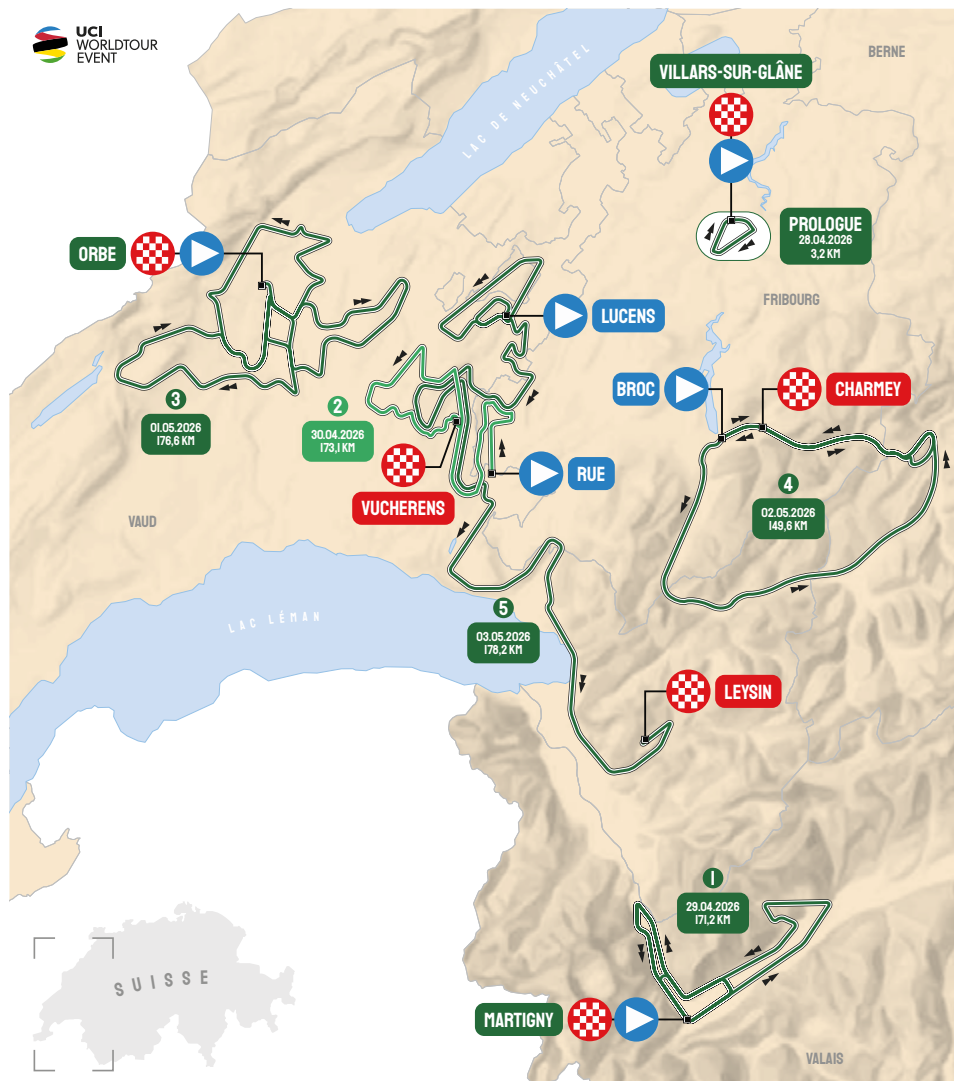 UCI
WORLDTOUR
EVENT
BERNE
LAC DE NEUCHÂTEL
VILLARS-SUR-GLÂNE
PROLOGUE
28.04.2026
3,2 KM
ORBE
FRIBOURG
LUCENS
BROC
CHARMEY
3
01.05.2026
176,6 KM
2
30.04.2026
173,1 KM
VUCHERENS
RUE
4
02.05.2026
149,6 KM
VAUD
LAC LÉMAN
5
03.05.2026
178,2 KM
LEYSIN
1
29.04.2026
171,2 KM
SUISSE
MARTIGNY
VALAIS